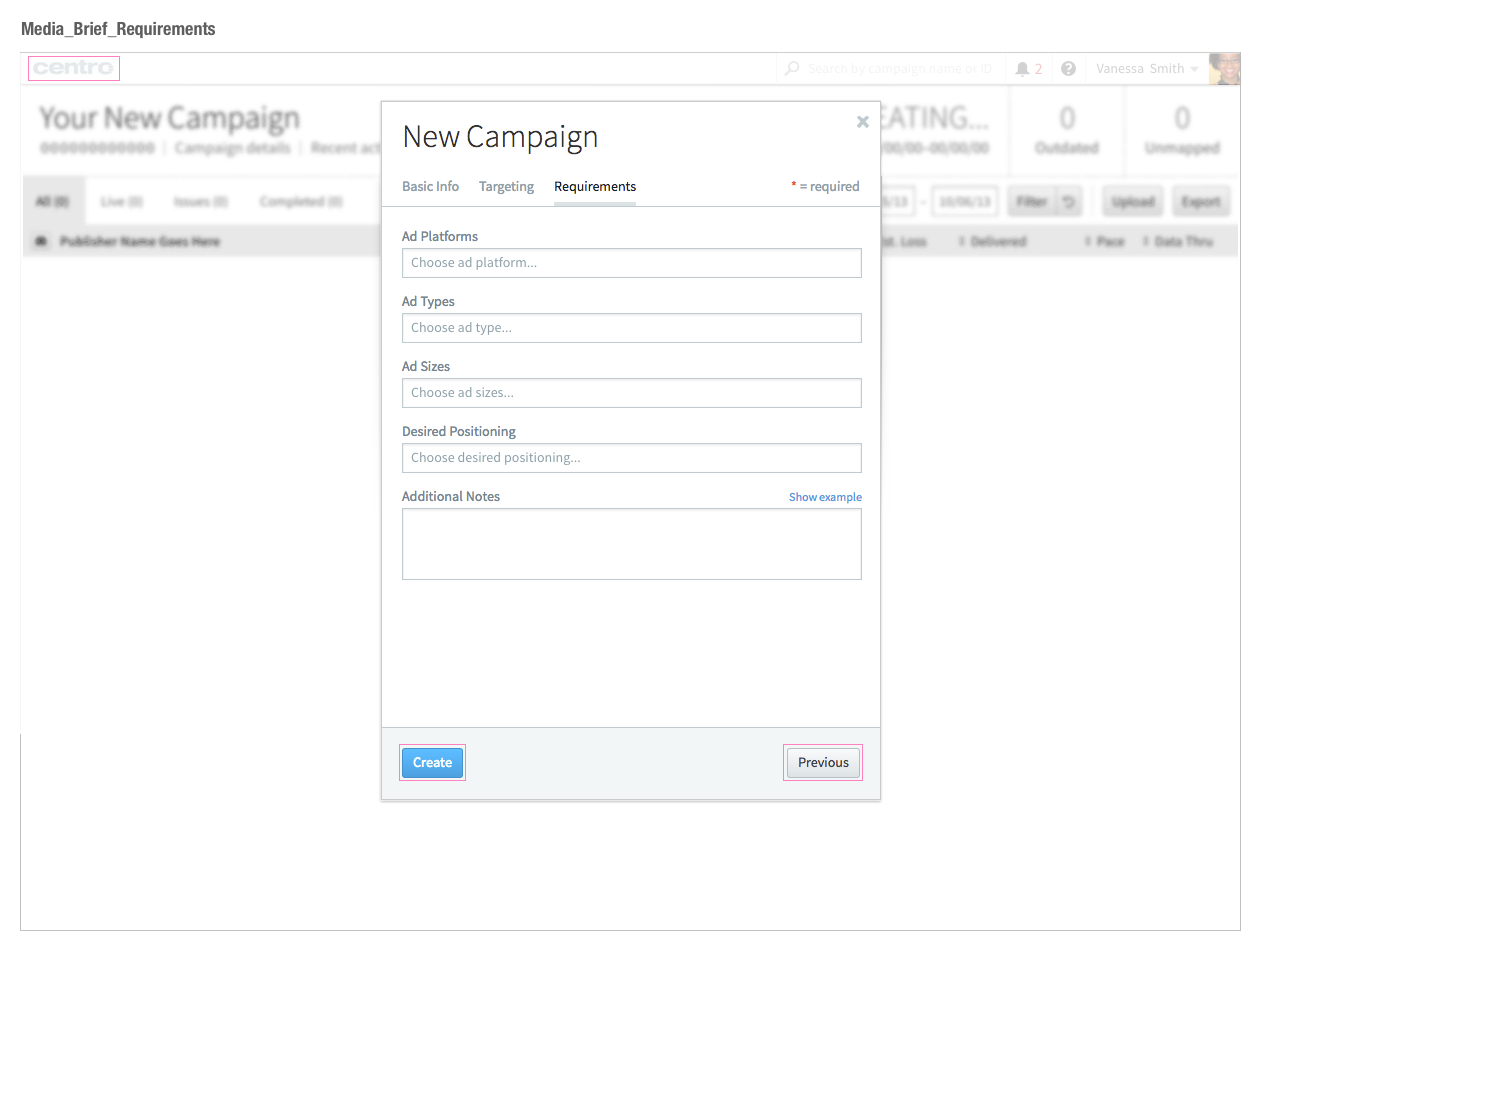 Media_Brief_Requirements
centro
Search by campaign name or ID
2
?
Vanessa Smith
Your New Campaign
000000000000 | Campaign details | Recent act
EATING...
/00/00–00/00/00
0
Outdated
0
Unmapped
All (0)
Live (0)
Issues (0)
Completed (0)
/13 - 10/06/13
Filter
Upload
Export
Publisher Name Goes Here
st. Loss
Delivered
Pace
Data Thru
New Campaign
Basic Info
Targeting
Requirements
* = required
Ad Platforms
Choose ad platform...
Ad Types
Choose ad type...
Ad Sizes
Choose ad sizes...
Desired Positioning
Choose desired positioning...
Additional Notes
Show example
Create
Previous